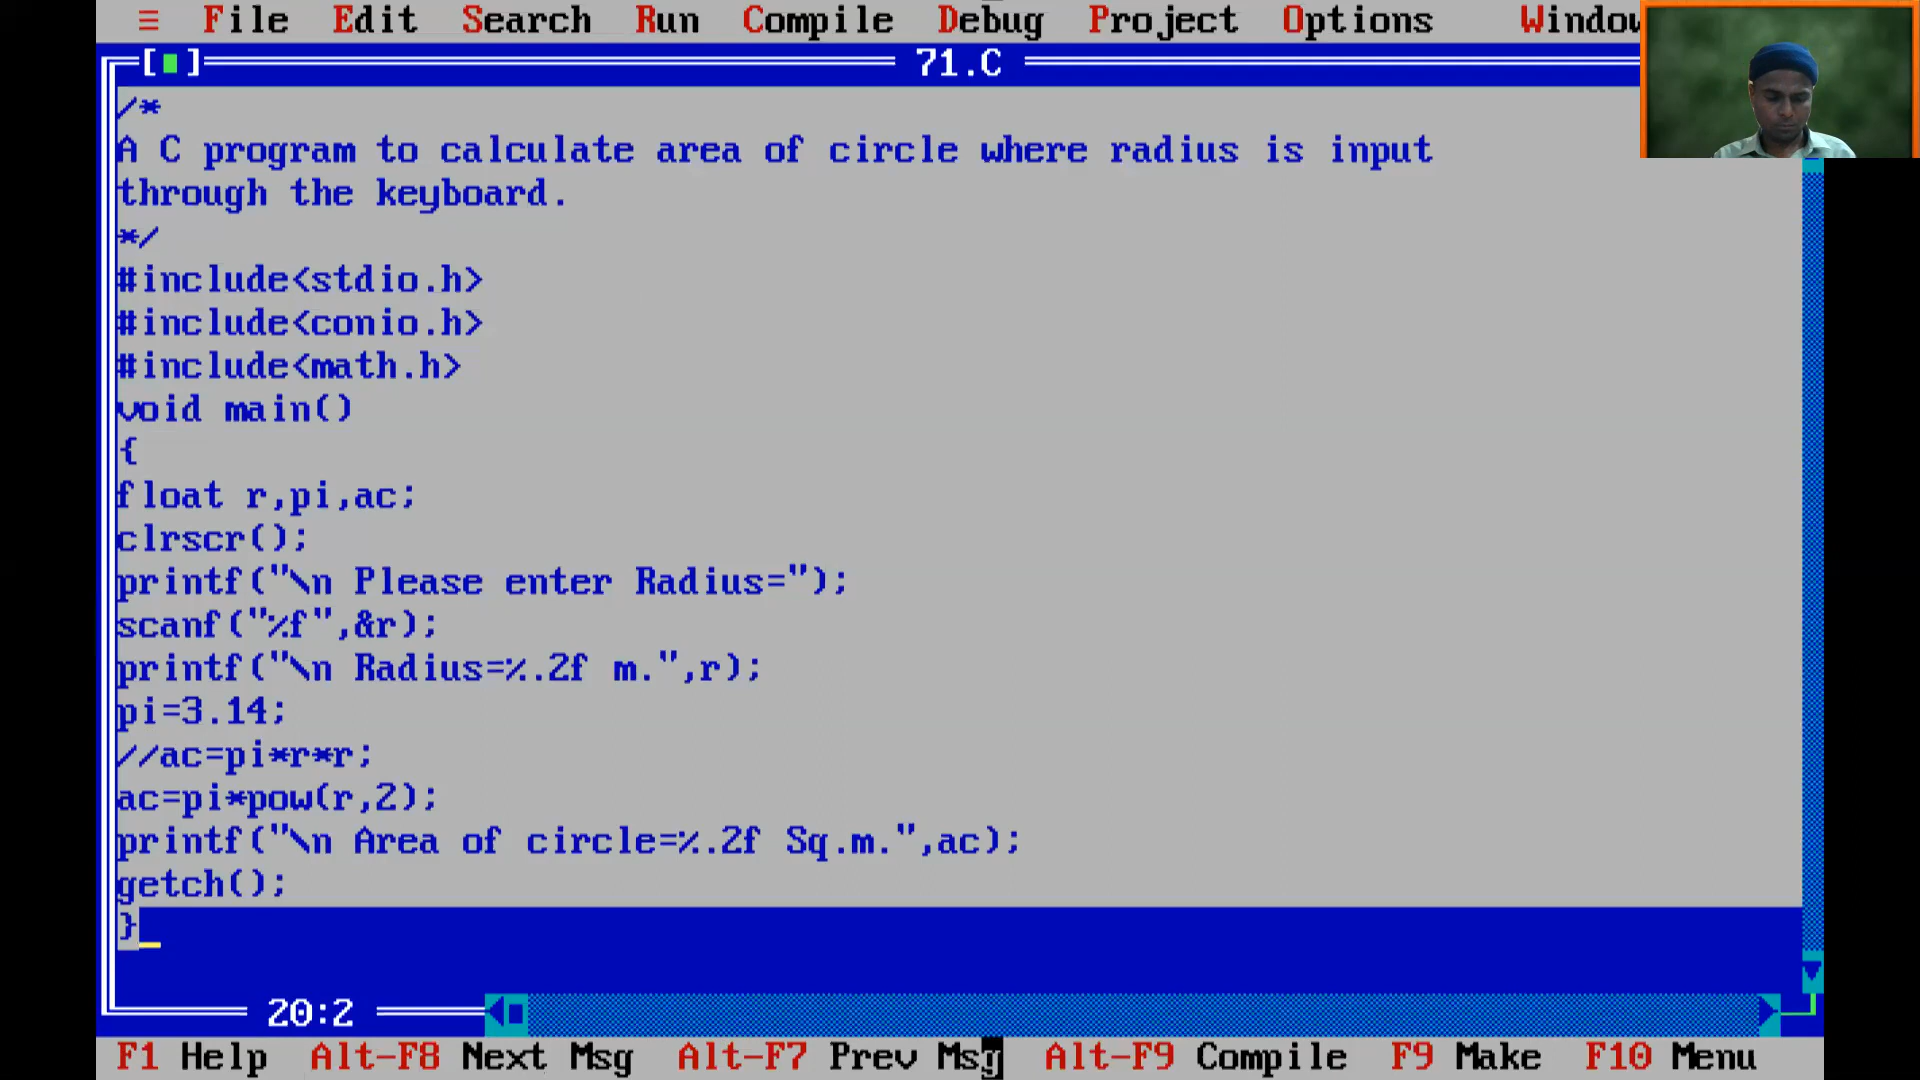 ≡ File Edit Search Run Compile Debug Project Options Window
[■] 71.C
/*
A C program to calculate area of circle where radius is input
through the keyboard.
*/
#include<stdio.h>
#include<conio.h>
#include<math.h>
void main()
{
float r,pi,ac;
clrscr();
printf("\n Please enter Radius=");
scanf("%f",&r);
printf("\n Radius=%.2f m.",r);
pi=3.14;
//ac=pi*r*r;
ac=pi*pow(r,2);
printf("\n Area of circle=%.2f Sq.m.",ac);
getch();
}
20:2
F1 Help Alt-F8 Next Msg Alt-F7 Prev Msg Alt-F9 Compile F9 Make F10 Menu